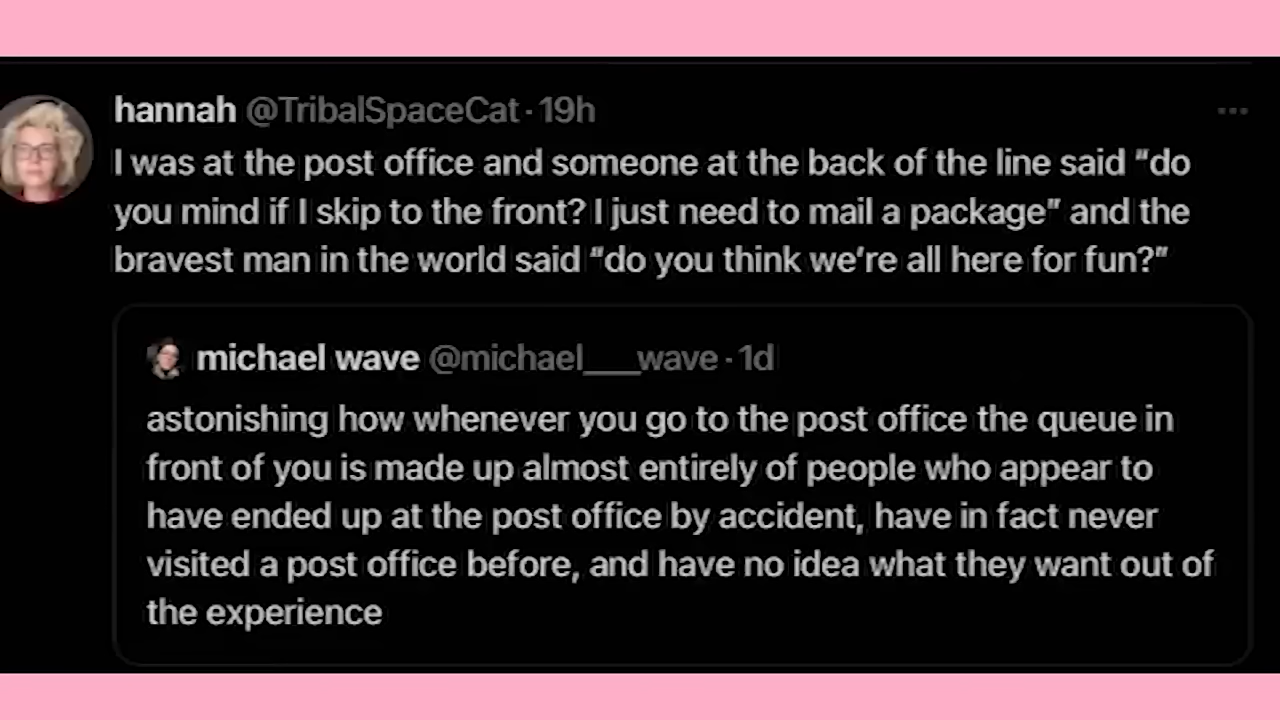 hannah @TribalSpaceCat · 19h
I was at the post office and someone at the back of the line said “do
you mind if I skip to the front? I just need to mail a package” and the
bravest man in the world said “do you think we’re all here for fun?”
michael wave @michael___wave · 1d
astonishing how whenever you go to the post office the queue in
front of you is made up almost entirely of people who appear to
have ended up at the post office by accident, have in fact never
visited a post office before, and have no idea what they want out of
the experience